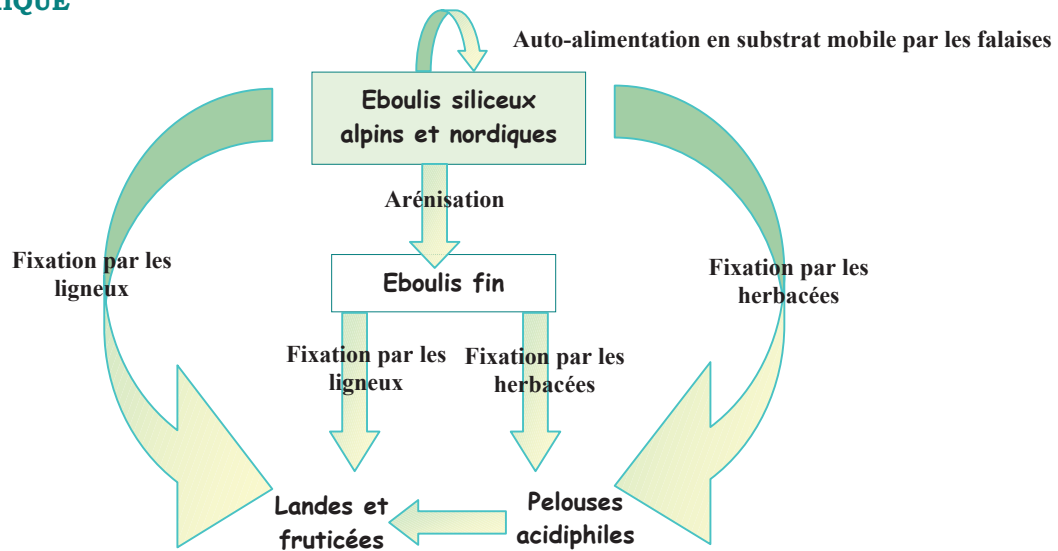 Auto-alimentation en substrat mobile par les falaises
Eboulis siliceux
alpins et nordiques
Arénisation
Fixation par les
ligneux
Eboulis fin
Fixation par les
herbacées
Fixation par les
ligneux
Fixation par les
herbacées
Landes et
fruticées
Pelouses
acidiphiles